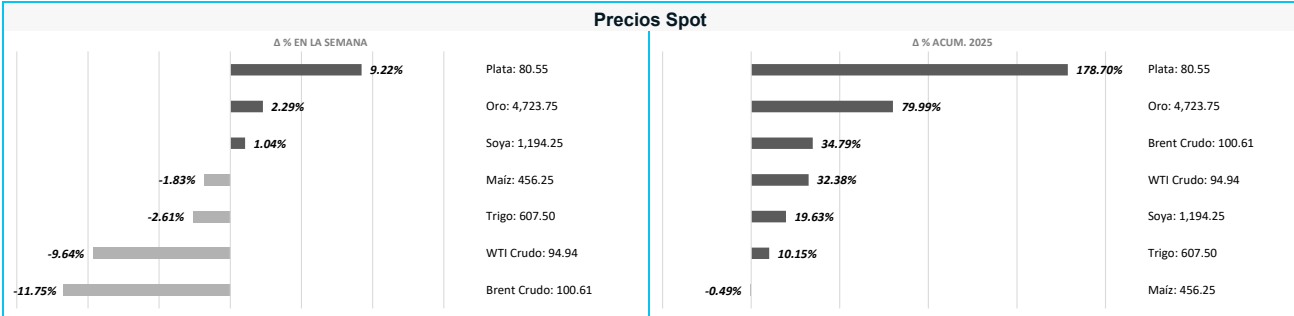 Precios Spot
Δ % EN LA SEMANA
9.22% Plata: 80.55
2.29% Oro: 4,723.75
1.04% Soya: 1,194.25
-1.83% Maíz: 456.25
-2.61% Trigo: 607.50
-9.64% WTI Crudo: 94.94
-11.75% Brent Crudo: 100.61
Δ % ACUM. 2025
178.70% Plata: 80.55
79.99% Oro: 4,723.75
34.79% Brent Crudo: 100.61
32.38% WTI Crudo: 94.94
19.63% Soya: 1,194.25
10.15% Trigo: 607.50
-0.49% Maíz: 456.25